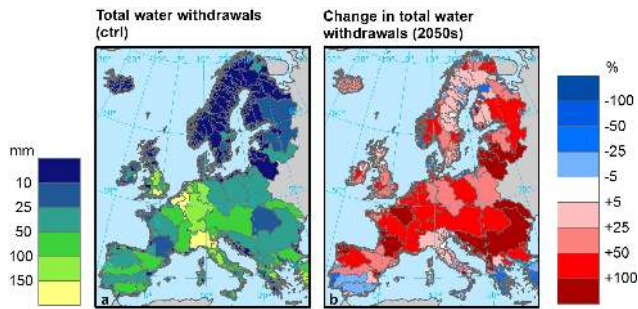 Total water withdrawals
(ctrl)
Change in total water
withdrawals (2050s)
mm
10
25
50
100
150
a
b
%
-100
-50
-25
-5
+5
+25
+50
+100